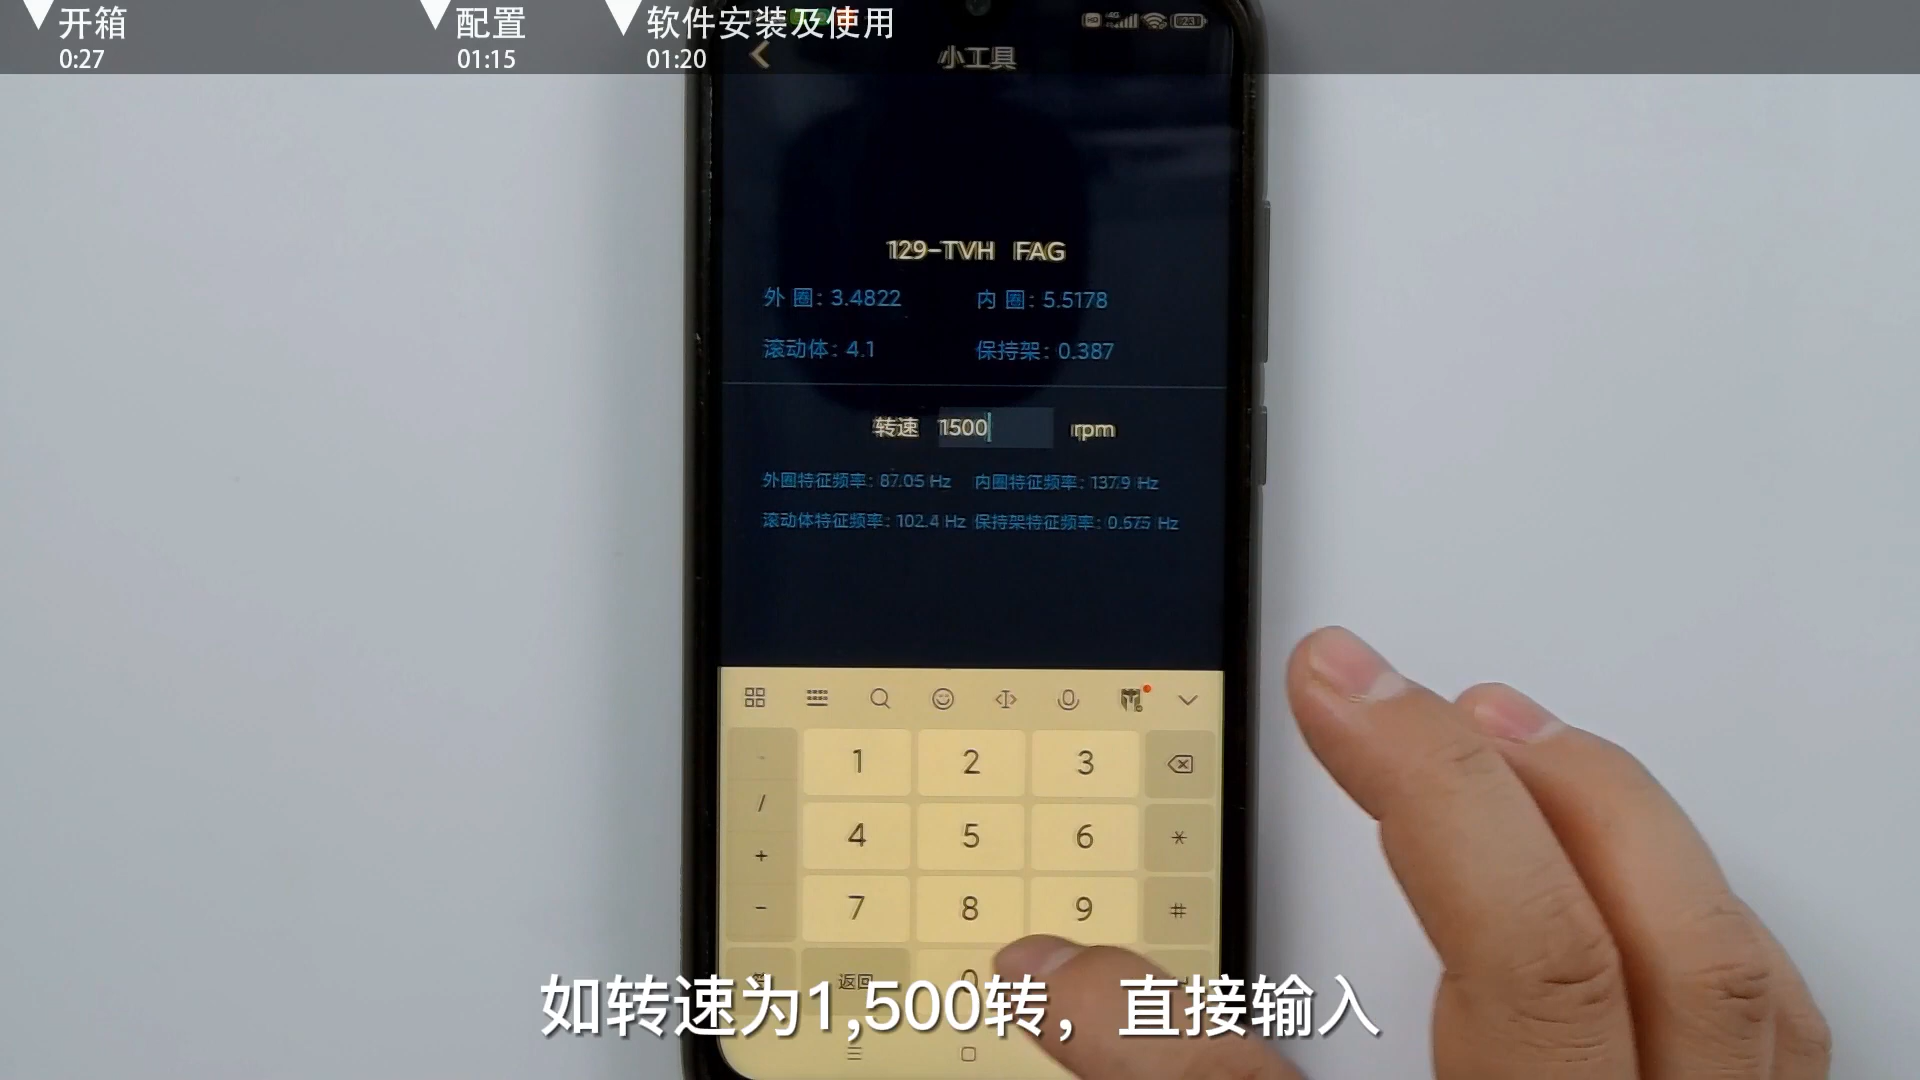 开箱
0:27
配置
01:15
软件安装及使用
01:20
小工具
129-TVH FAG
外 圈: 3.4822 内 圈: 5.5178
滚动体: 4.1 保持架: 0.387
转速 1500 rpm
外圈特征频率: 87.05 Hz 内圈特征频率: 137.9 Hz
滚动体特征频率: 102.4 Hz 保持架特征频率: Hz
1 2 3
/
4 5 6 *
+
7 8 9 #
-
返回 0
如转速为1,500转，直接输入